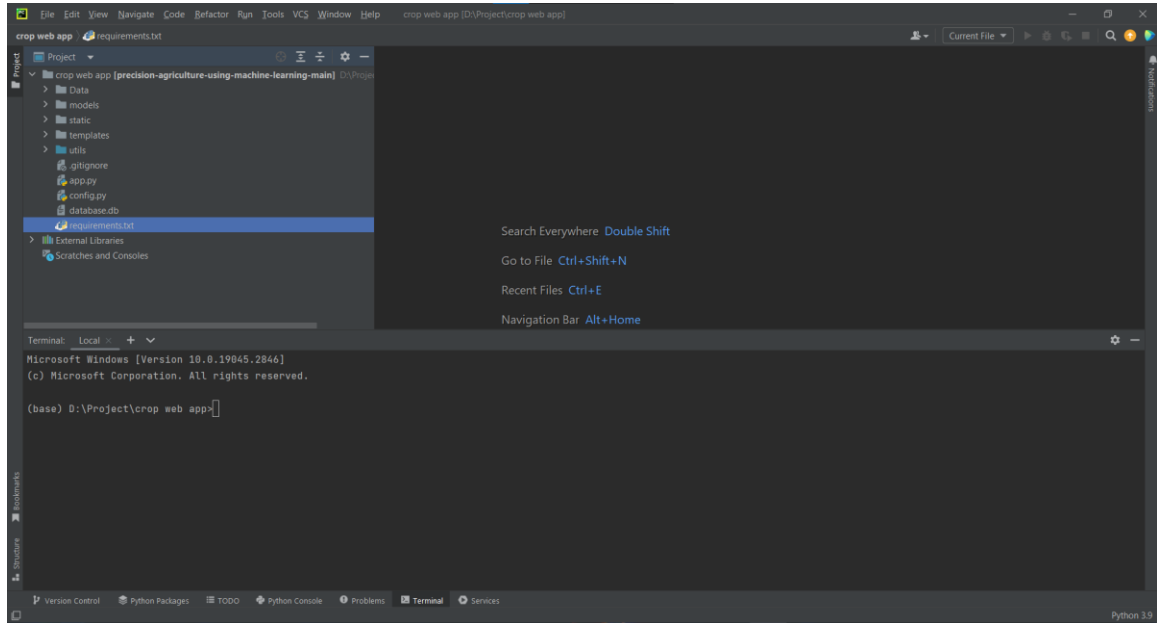 File Edit View Navigate Code Refactor Run Tools VCS Window Help crop web app [D:\Project\crop web app]
crop web app requirements.txt Current File
Project
crop web app [precision-agriculture-using-machine-learning-main] D:\Proje
Data
models
static
templates
utils
.gitignore
app.py
config.py
database.db
requirements.txt
External Libraries
Scratches and Consoles
Project
Notifications
Search Everywhere Double Shift
Go to File Ctrl+Shift+N
Recent Files Ctrl+E
Navigation Bar Alt+Home
Terminal: Local
Microsoft Windows [Version 10.0.19045.2846]
(c) Microsoft Corporation. All rights reserved.
(base) D:\Project\crop web app>
Bookmarks
Structure
Version Control Python Packages TODO Python Console Problems Terminal Services
Python 3.9